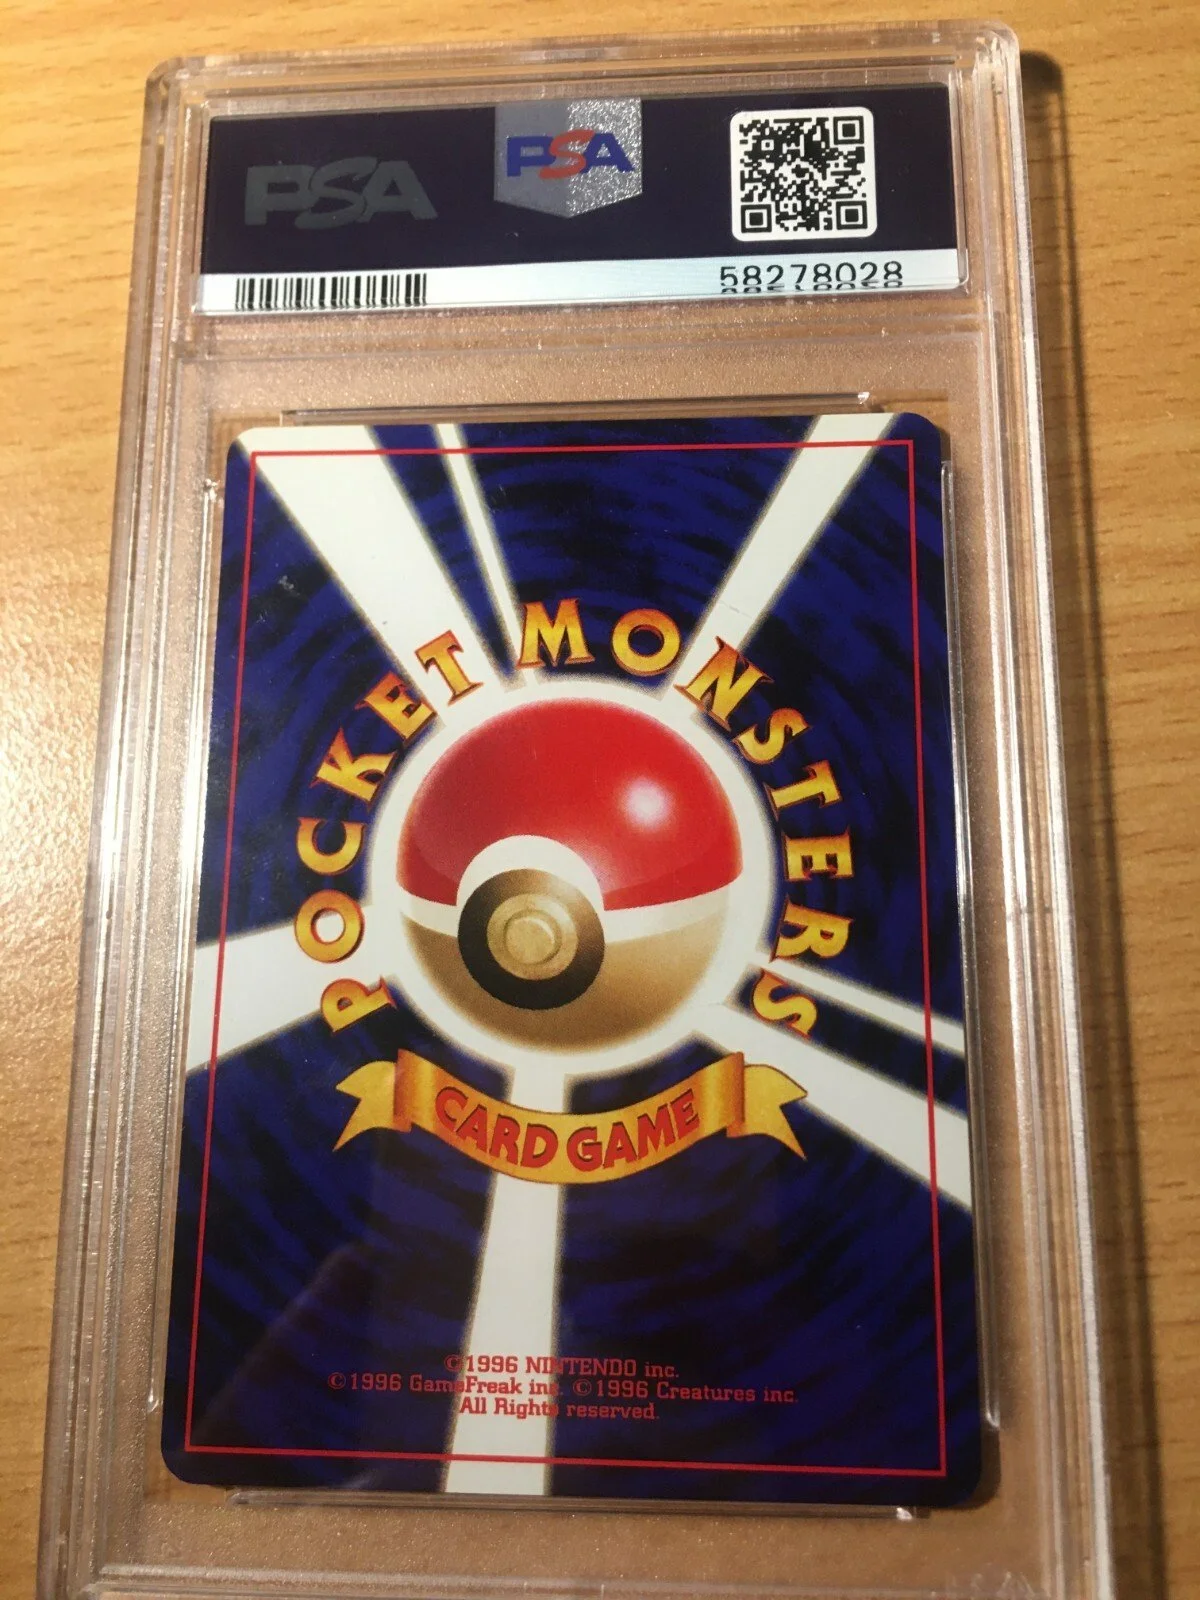 PSA
PSA
58278028
POCKET MONSTERS
CARD GAME
©1996 NINTENDO inc.
©1996 GameFreak inc. ©1996 Creatures inc.
All Rights reserved.